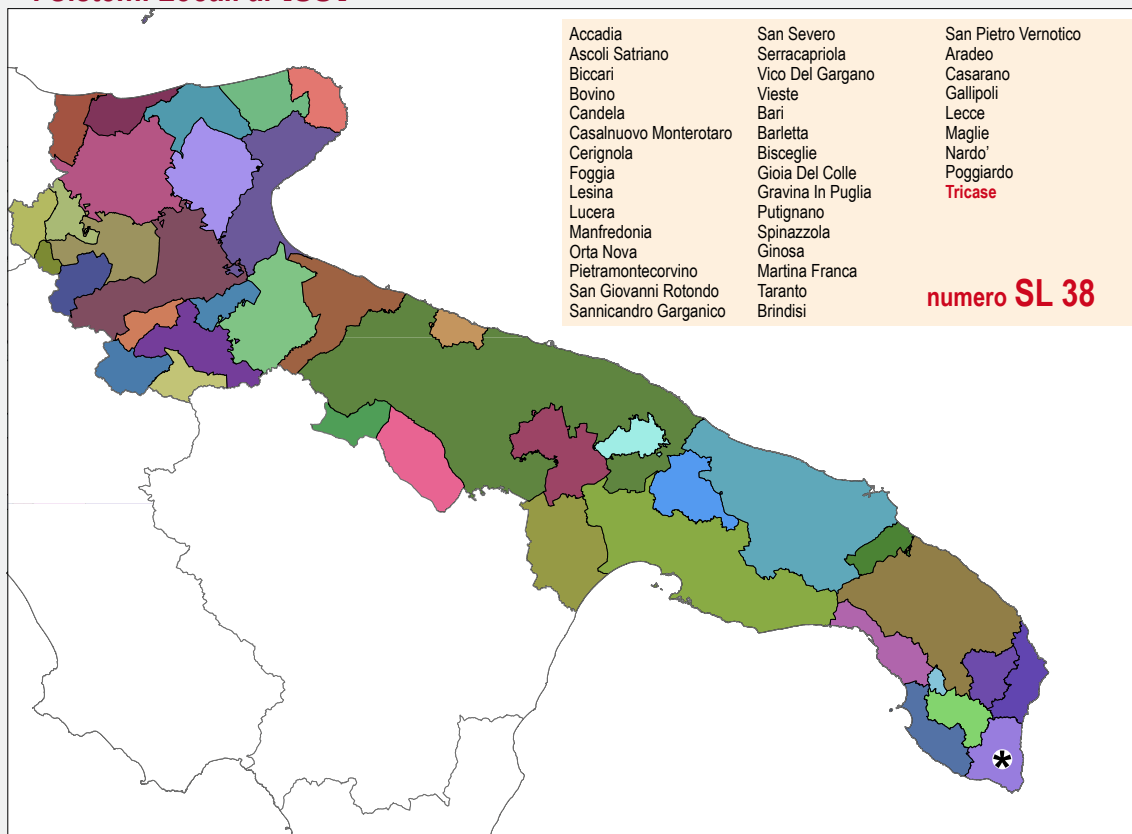 Sistemi Locali al
Accadia
Ascoli Satriano
Biccari
Bovino
Candela
Casalnuovo Monterotaro
Cerignola
Foggia
Lesina
Lucera
Manfredonia
Orta Nova
Pietramontecorvino
San Giovanni Rotondo
Sannicandro Garganico
San Severo
Serracapriola
Vico Del Gargano
Vieste
Bari
Barletta
Bisceglie
Gioia Del Colle
Gravina In Puglia
Putignano
Spinazzola
Ginosa
Martina Franca
Taranto
Brindisi
San Pietro Vernotico
Aradeo
Casarano
Gallipoli
Lecce
Maglie
Nardo'
Poggiardo
Tricase
numero SL 38
*